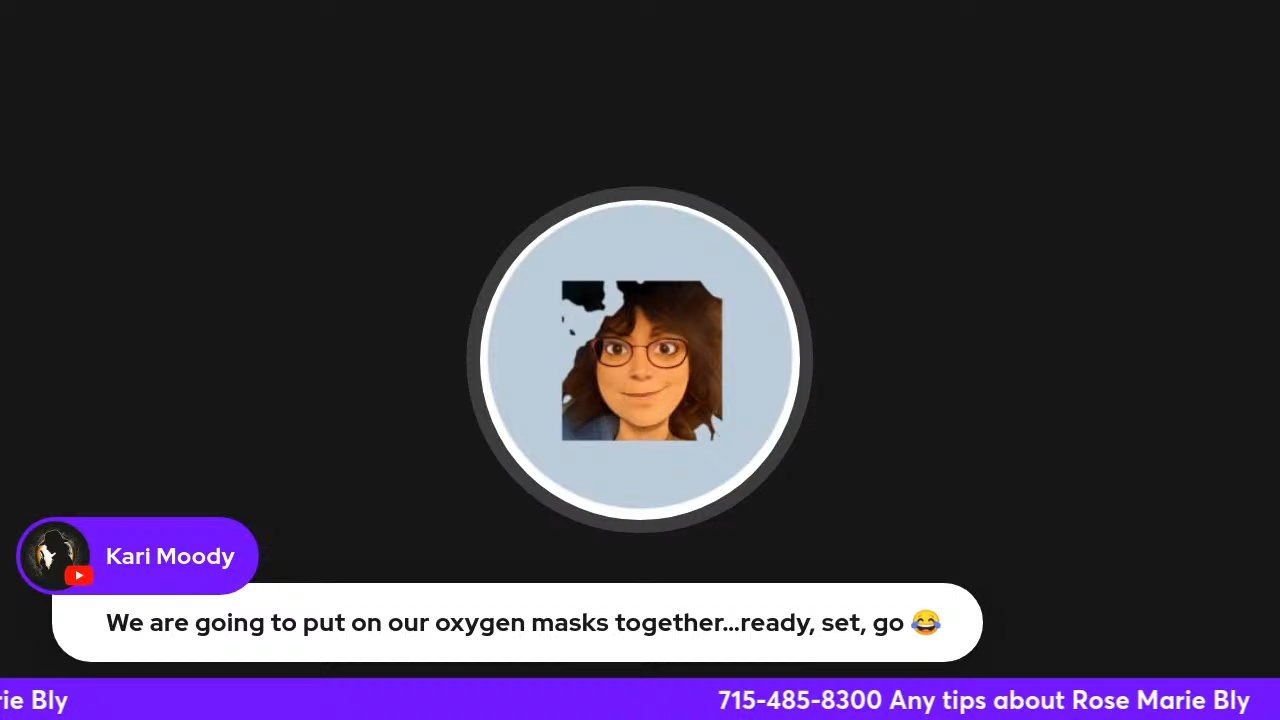 Kari Moody
We are going to put on our oxygen masks together...ready, set, go 😂
rie Bly 715-485-8300 Any tips about Rose Marie Bly